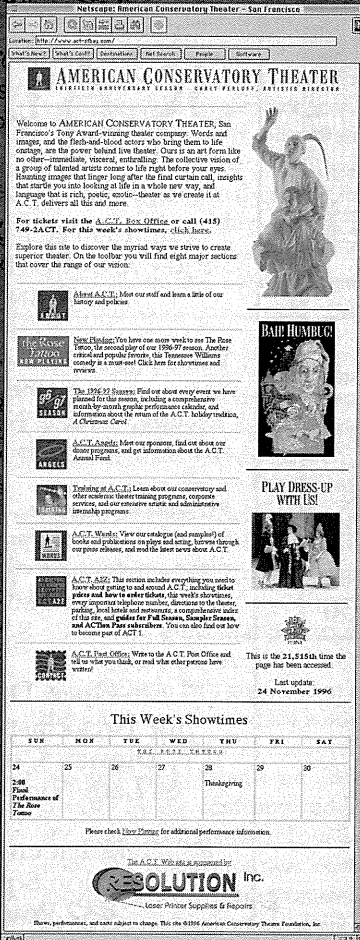 Netscape: American Conservatory Theater - San Francisco
Location: http://www.act-sfbay.com/
What's New? What's Cool? Destinations Net Search People Software
AMERICAN CONSERVATORY THEATER
THIRTIETH ANNIVERSARY SEASON · CAREY PERLOFF, ARTISTIC DIRECTOR
Welcome to AMERICAN CONSERVATORY THEATER, San
Francisco's Tony Award-winning theater company. Words and
images, and the flesh-and-blood actors who bring them to life
onstage, are the power behind live theater. Ours is an art form like
no other--immediate, visceral, enthralling. The collective vision of
a group of talented artists comes to life right before your eyes.
Haunting images that linger long after the final curtain call, insights
that startle you into looking at life in a whole new way, and
language that is rich, poetic, exotic--theater as we create it at
A.C.T. delivers all this and more.
For tickets visit the A.C.T. Box Office or call (415)
749-2ACT. For this week's showtimes, click here.
Explore this site to discover the myriad ways we strive to create
superior theater. On the toolbar you will find eight major sections
that cover the range of our vision:
ABOUT
About A.C.T.: Meet our staff and learn a little of our
history and policies.
the Rose Tattoo
NOW PLAYING
Now Playing: You have one more week to see The Rose
Tattoo, the second play of our 1996-97 season. Another
critical and popular favorite, this Tennessee Williams
comedy is a must-see! Click here for showtimes and
reviews.
96 97
SEASON
The 1996-97 Season: Find out about every event we have
planned for this season, including a comprehensive
month-by-month graphic performance calendar, and
information about the return of the A.C.T. holiday tradition,
A Christmas Carol.
ANGELS
A.C.T. Angels: Meet our sponsors, find out about our
donor programs, and get information about the A.C.T.
Annual Fund.
TRAINING
Training at A.C.T.: Learn about our conservatory and
other academic theater training programs, corporate
services, and our extensive artistic and administrative
internship programs.
WORDS
A.C.T. Words: View our catalogue (and samples!) of
books and publications on plays and acting, browse through
our press releases, and read the latest news about A.C.T.
A.C.T. A2Z: This section includes everything you need to
know about getting to and around A.C.T., including ticket
prices and how to order tickets, this week's showtimes,
every important telephone number, directions to the theater,
parking, local hotels and restaurants, a comprehensive index
of this site, and guides for Full Season, Sampler Season,
and ACTion Pass subscribers. You can also find out how
to become part of ACT 1.
A.C.T. Post Office: Write to the A.C.T. Post Office and
tell us what you think, or read what other patrons have
written!
BAH! HUMBUG!
PLAY DRESS-UP
WITH US!
This is the 21,515th time the
page has been accessed.
Last update:
24 November 1996
This Week's Showtimes
SUN MON TUE WED THU FRI SAT
THE ROSE TATTOO
24 25 26 27 28 29 30
2:00
Final
Performance of
The Rose
Tattoo
Thanksgiving
Please check Now Playing for additional performance information.
The A.C.T. Web site is sponsored by
RESOLUTION Inc.
Laser Printer Supplies & Repairs
Shows, performances, and casts subject to change. This site ©1996 American Conservatory Theatre Foundation, Inc.